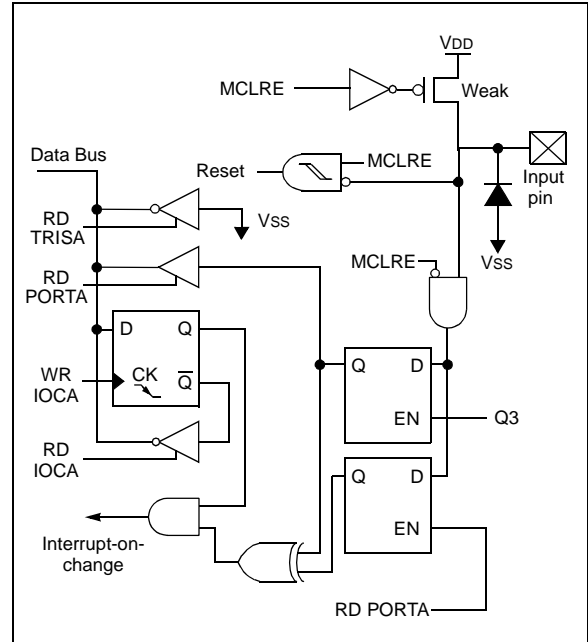 VDD
MCLRE
Weak
Data Bus
Reset
MCLRE
Input
pin
RD
TRISA
VSS
VSS
RD
PORTA
MCLRE
D
Q
Q
D
WR
IOCA
CK
Q̅
EN
Q3
RD
IOCA
Q
D
EN
Interrupt-on-
change
RD PORTA